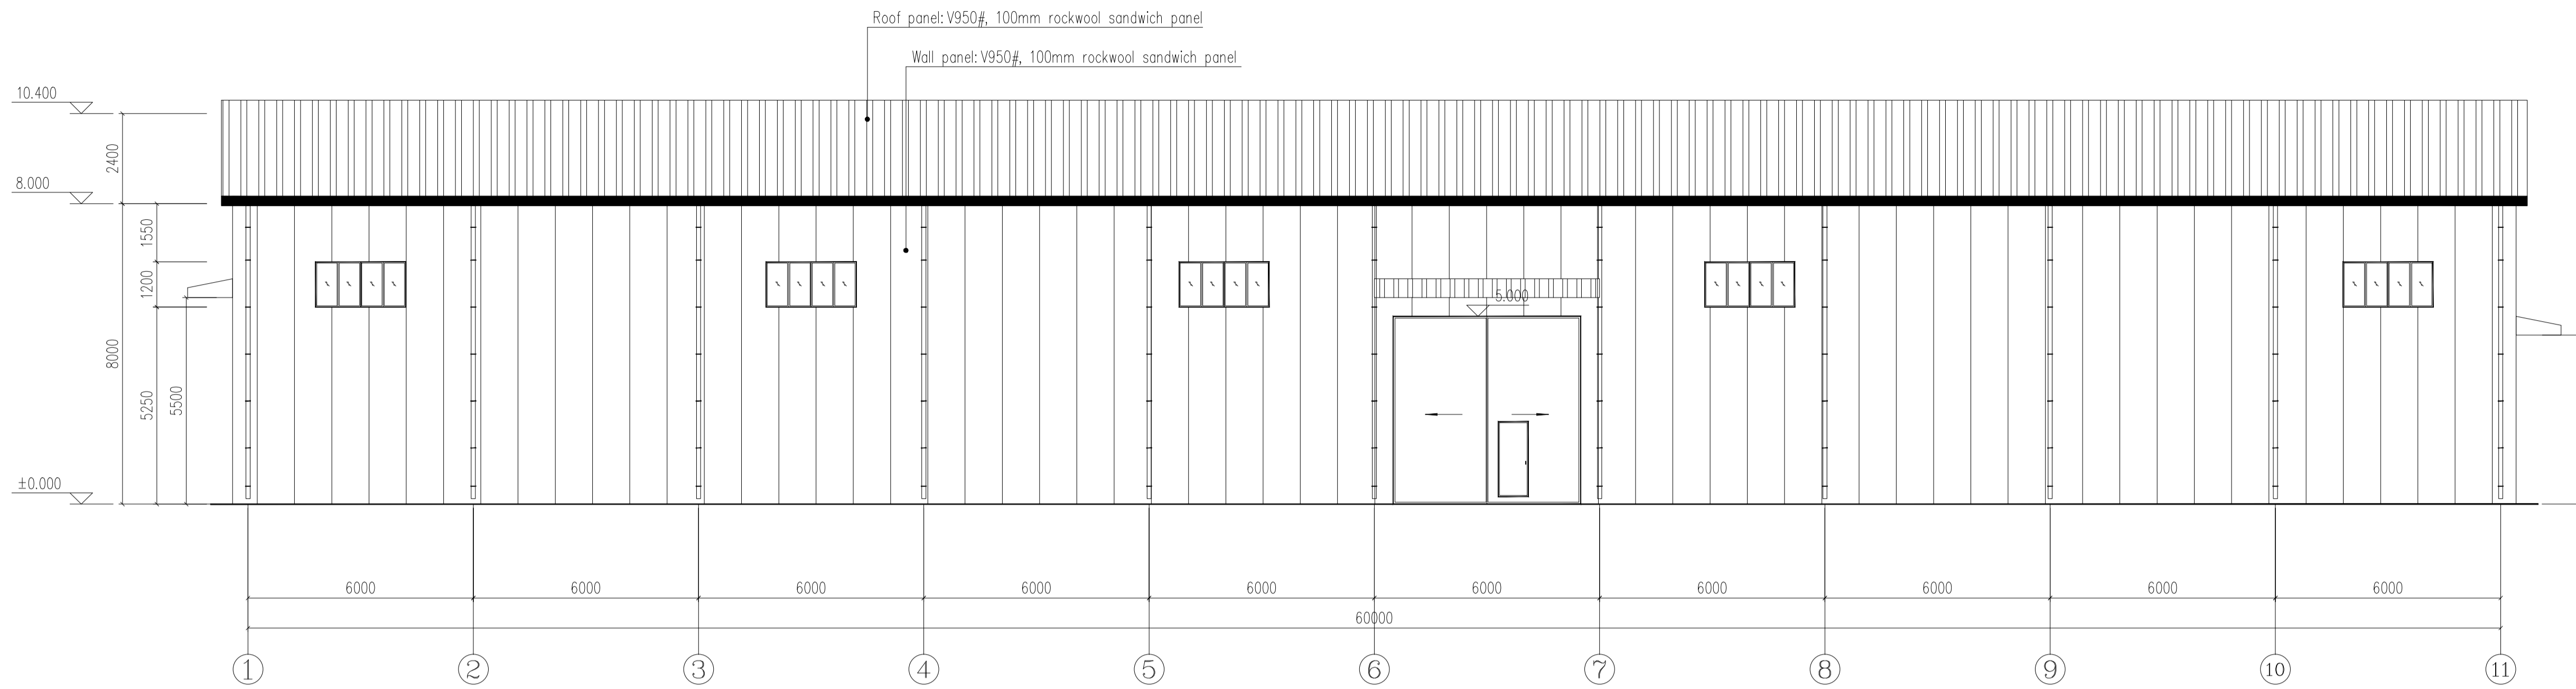 Roof panel: V950#, 100mm rockwool sandwich panel
Wall panel: V950#, 100mm rockwool sandwich panel
10.400
2400
8.000
1550
1200
8000
5250
5500
5.000
±0.000
6000 6000 6000 6000 6000 6000 6000 6000 6000 6000
60000
1 2 3 4 5 6 7 8 9 10 11